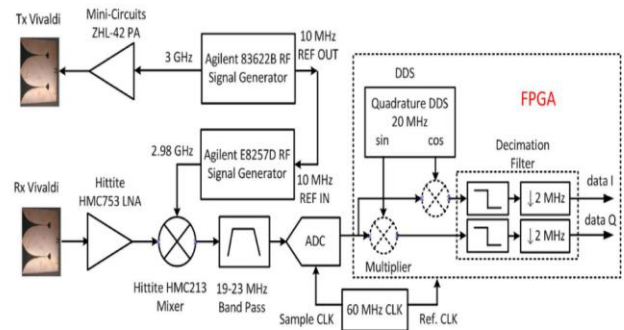 Tx Vivaldi
Mini-Circuits
ZHL-42 PA
3 GHz
Agilent 83622B RF
Signal Generator
10 MHz
REF OUT
2.98 GHz
Agilent E8257D RF
Signal Generator
10 MHz
REF IN
Rx Vivaldi
Hittite
HMC753 LNA
Hittite HMC213
Mixer
19-23 MHz
Band Pass
ADC
Sample CLK
60 MHz CLK
Ref. CLK
FPGA
DDS
Quadrature DDS
20 MHz
sin
cos
Multiplier
Decimation
Filter
↓2 MHz
data I
↓2 MHz
data Q